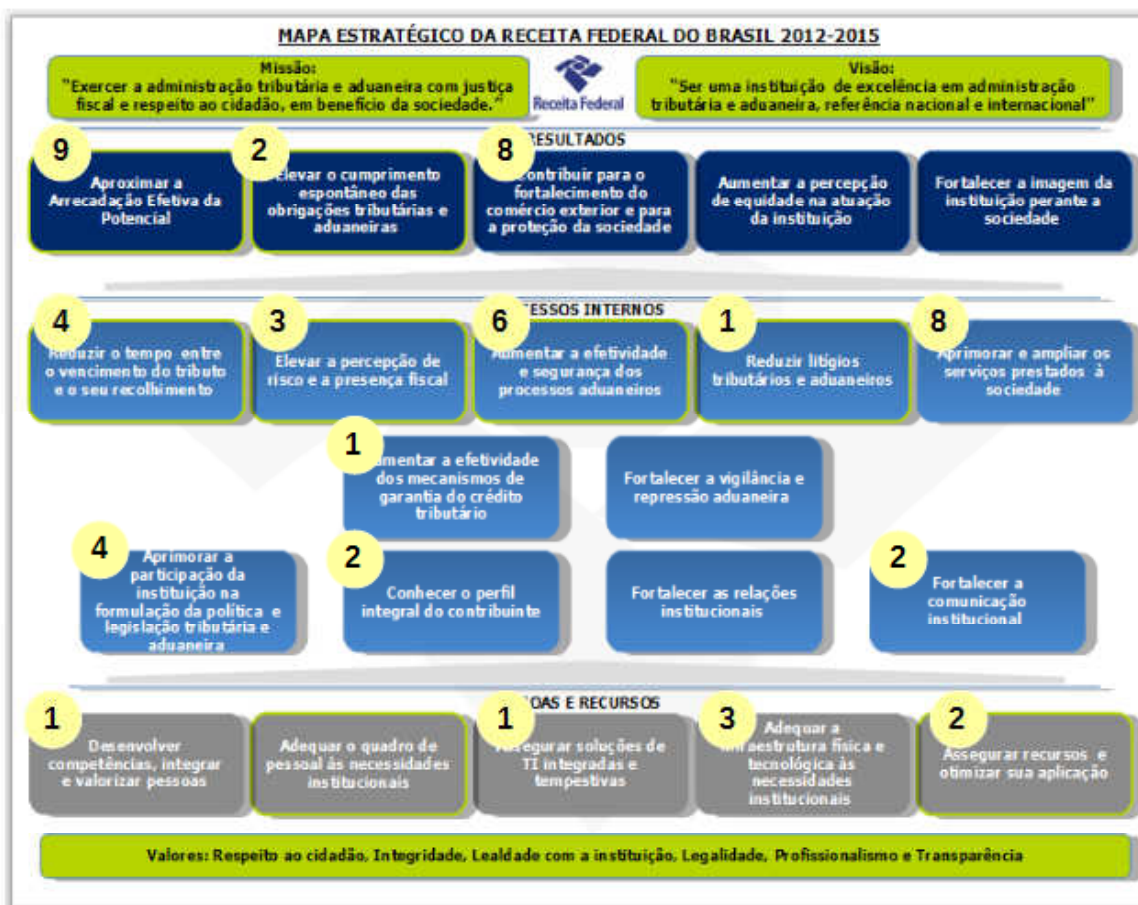 MAPA ESTRATÉGICO DA RECEITA FEDERAL DO BRASIL 2012-2015
Missão:
"Exercer a administração tributária e aduaneira com justiça
fiscal e respeito ao cidadão, em benefício da sociedade."
Receita Federal
Visão:
"Ser uma instituição de excelência em administração
tributária e aduaneira, referência nacional e internacional"
RESULTADOS
9
Aproximar a
Arrecadação Efetiva da
Potencial
2
Elevar o cumprimento
espontâneo das
obrigações tributárias e
aduaneiras
8
Contribuir para o
fortalecimento do
comércio exterior e para
a proteção da sociedade
Aumentar a percepção
de equidade na atuação
da instituição
Fortalecer a imagem da
instituição perante a
sociedade
ESSOS INTERNOS
4
Reduzir o tempo entre
o vencimento do tributo
e o seu recolhimento
3
Elevar a percepção de
risco e a presença fiscal
6
Aumentar a efetividade
e segurança dos
processos aduaneiros
1
Reduzir litígios
tributários e aduaneiros
8
Aprimorar e ampliar os
serviços prestados à
sociedade
1
umentar a efetividade
dos mecanismos de
garantia do crédito
tributário
Fortalecer a vigilância e
repressão aduaneira
4
Aprimorar a
participação da
instituição na
formulação da política e
legislação tributária e
aduaneira
2
Conhecer o perfil
integral do contribuinte
Fortalecer as relações
institucionais
2
Fortalecer a
comunicação
institucional
OAS E RECURSOS
1
Desenvolver
competências, integrar
e valorizar pessoas
Adequar o quadro de
pessoal às necessidades
institucionais
1
Assegurar soluções de
TI integradas e
tempestivas
3
Adequar a
infraestrutura física e
tecnológica às
necessidades
institucionais
2
Assegurar recursos e
otimizar sua aplicação
Valores: Respeito ao cidadão, Integridade, Lealdade com a instituição, Legalidade, Profissionalismo e Transparência